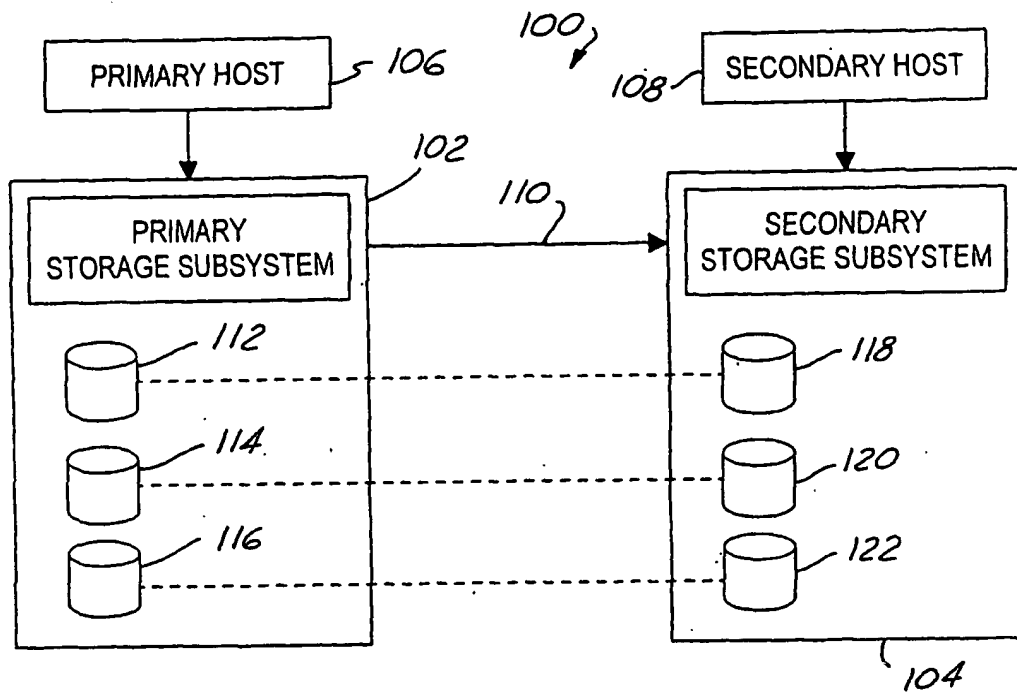 100
PRIMARY HOST
106
SECONDARY HOST
108
102
110
PRIMARY
STORAGE SUBSYSTEM
SECONDARY
STORAGE SUBSYSTEM
112
118
114
120
116
122
104